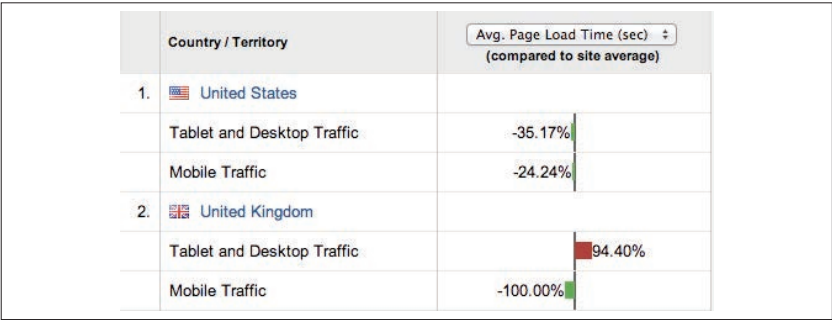 Country / Territory
Avg. Page Load Time (sec)
(compared to site average)
1. United States
Tablet and Desktop Traffic -35.17%
Mobile Traffic -24.24%
2. United Kingdom
Tablet and Desktop Traffic 94.40%
Mobile Traffic -100.00%